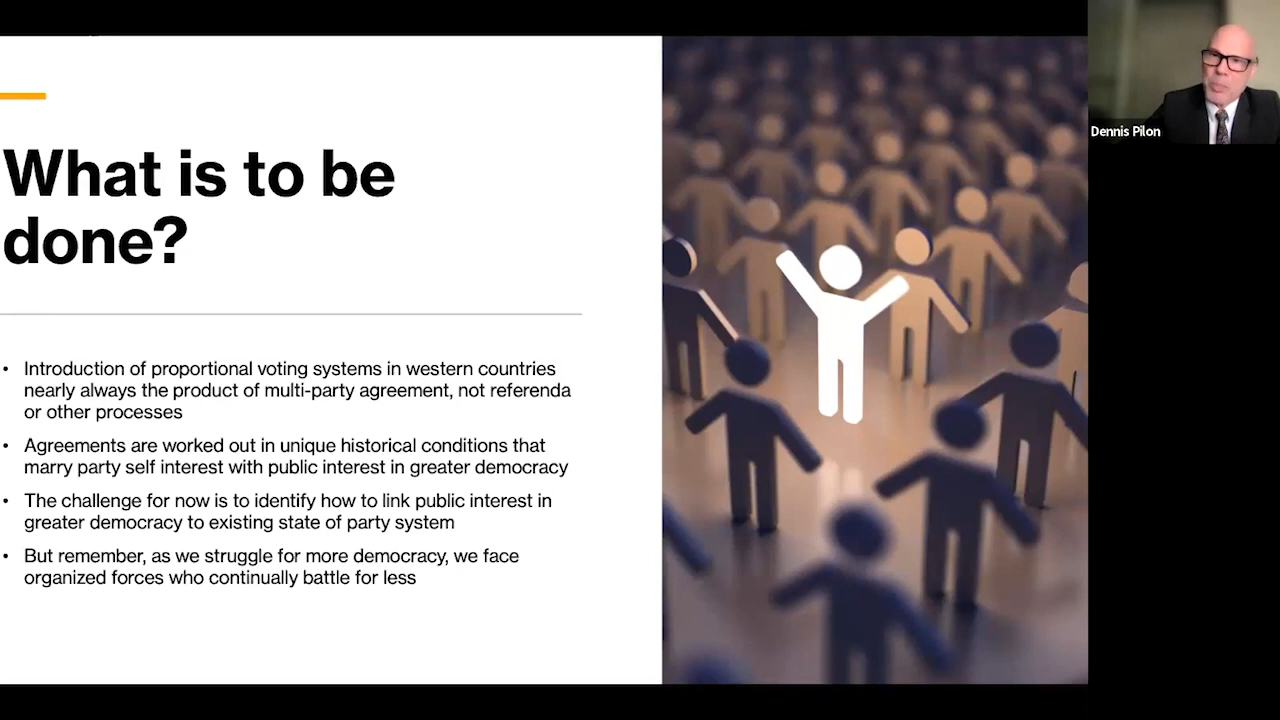 What is to be
done?
• Introduction of proportional voting systems in western countries
nearly always the product of multi-party agreement, not referenda
or other processes
• Agreements are worked out in unique historical conditions that
marry party self interest with public interest in greater democracy
• The challenge for now is to identify how to link public interest in
greater democracy to existing state of party system
• But remember, as we struggle for more democracy, we face
organized forces who continually battle for less
Dennis Pilon